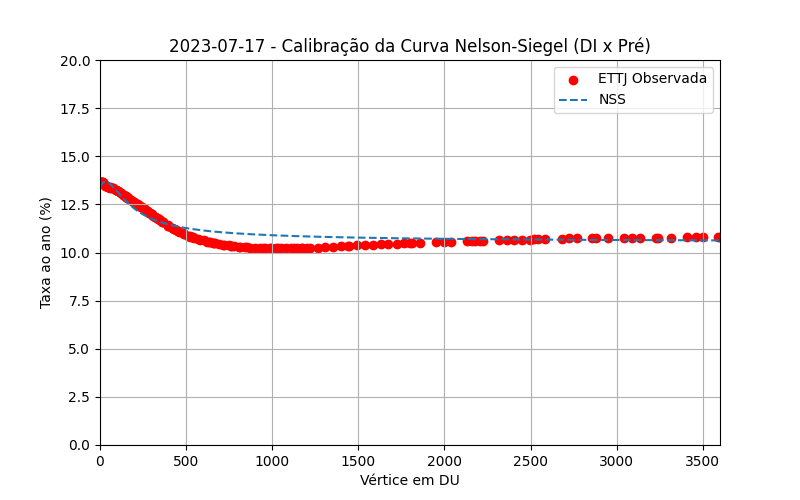 2023-07-17 - Calibração da Curva Nelson-Siegel (DI x Pré)
ETTJ Observada
NSS
Taxa ao ano (%)
20.0
17.5
15.0
12.5
10.0
7.5
5.0
2.5
0.0
0 500 1000 1500 2000 2500 3000 3500
Vértice em DU